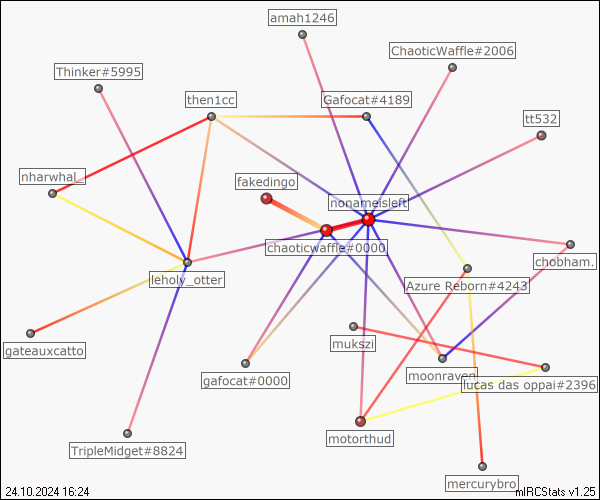 amah1246
ChaoticWaffle#2006
Thinker#5995
then1cc
Gafocat#4189
tt532
nharwhal_
fakedingo
nonameisleft
chaoticwaffle#0000
chobham.
leholy_otter
Azure Reborn#4243
mukszi
gateauxcatto
moonraven
gafocat#0000
lucas das oppai#2396
motorthud
TripleMidget#8824
mercurybro
24.10.2024 16:24
mIRCStats v1.25